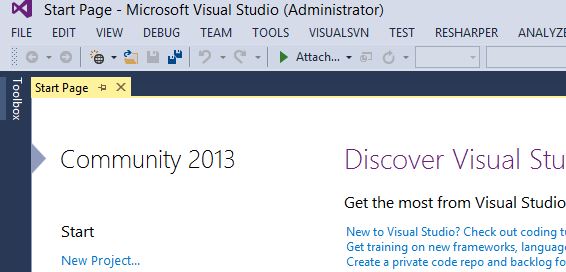 Start Page - Microsoft Visual Studio (Administrator)
FILE EDIT VIEW DEBUG TEAM TOOLS VISUALSVN TEST RESHARPER ANALYZE
Attach...
Toolbox
Start Page
Community 2013
Discover Visual Stu
Get the most from Visual Studio
Start
New to Visual Studio? Check out coding tu
Get training on new frameworks, language
New Project...
Create a private code repo and backlog fo